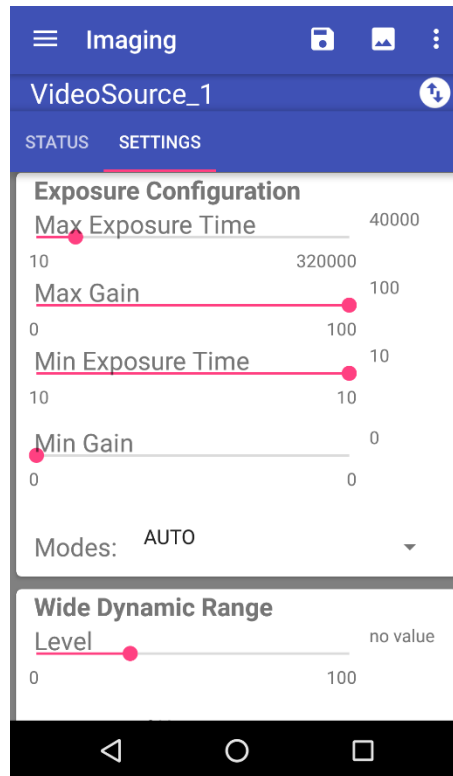 Imaging
VideoSource_1
STATUS SETTINGS
Exposure Configuration
Max Exposure Time 40000
10 320000
Max Gain 100
0 100
Min Exposure Time 10
10 10
Min Gain 0
0 0
Modes: AUTO
Wide Dynamic Range
Level no value
0 100